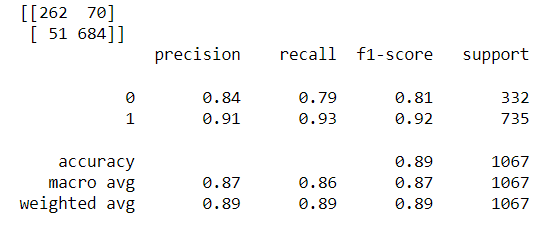 [[262  70]
 [ 51 684]]
              precision    recall  f1-score   support

           0       0.84      0.79      0.81       332
           1       0.91      0.93      0.92       735

    accuracy                           0.89      1067
   macro avg       0.87      0.86      0.87      1067
weighted avg       0.89      0.89      0.89      1067